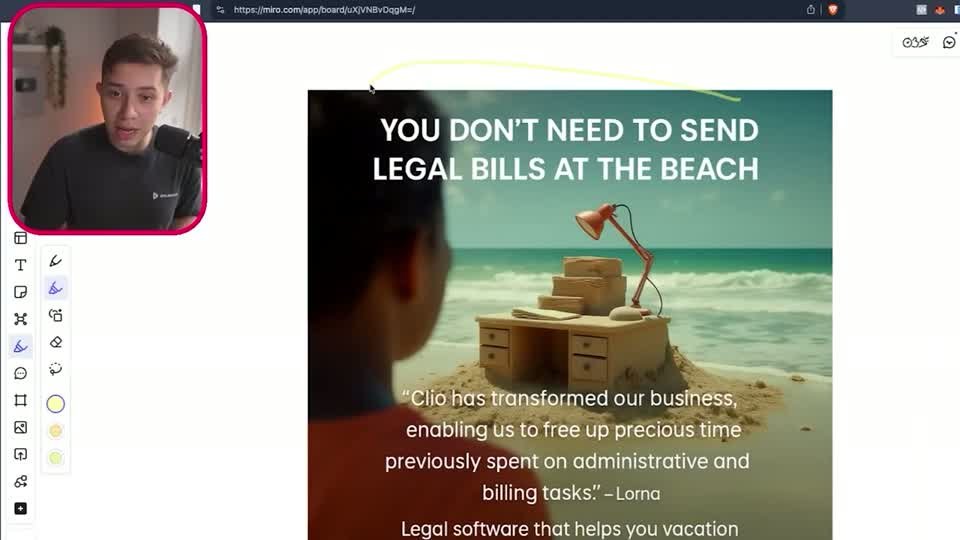 https://miro.com/app/board/uXjVNBvDqgM=/
YOU DON'T NEED TO SEND
LEGAL BILLS AT THE BEACH
"Clio has transformed our business,
enabling us to free up precious time
previously spent on administrative and
billing tasks." – Lorna
Legal software that helps you vacation